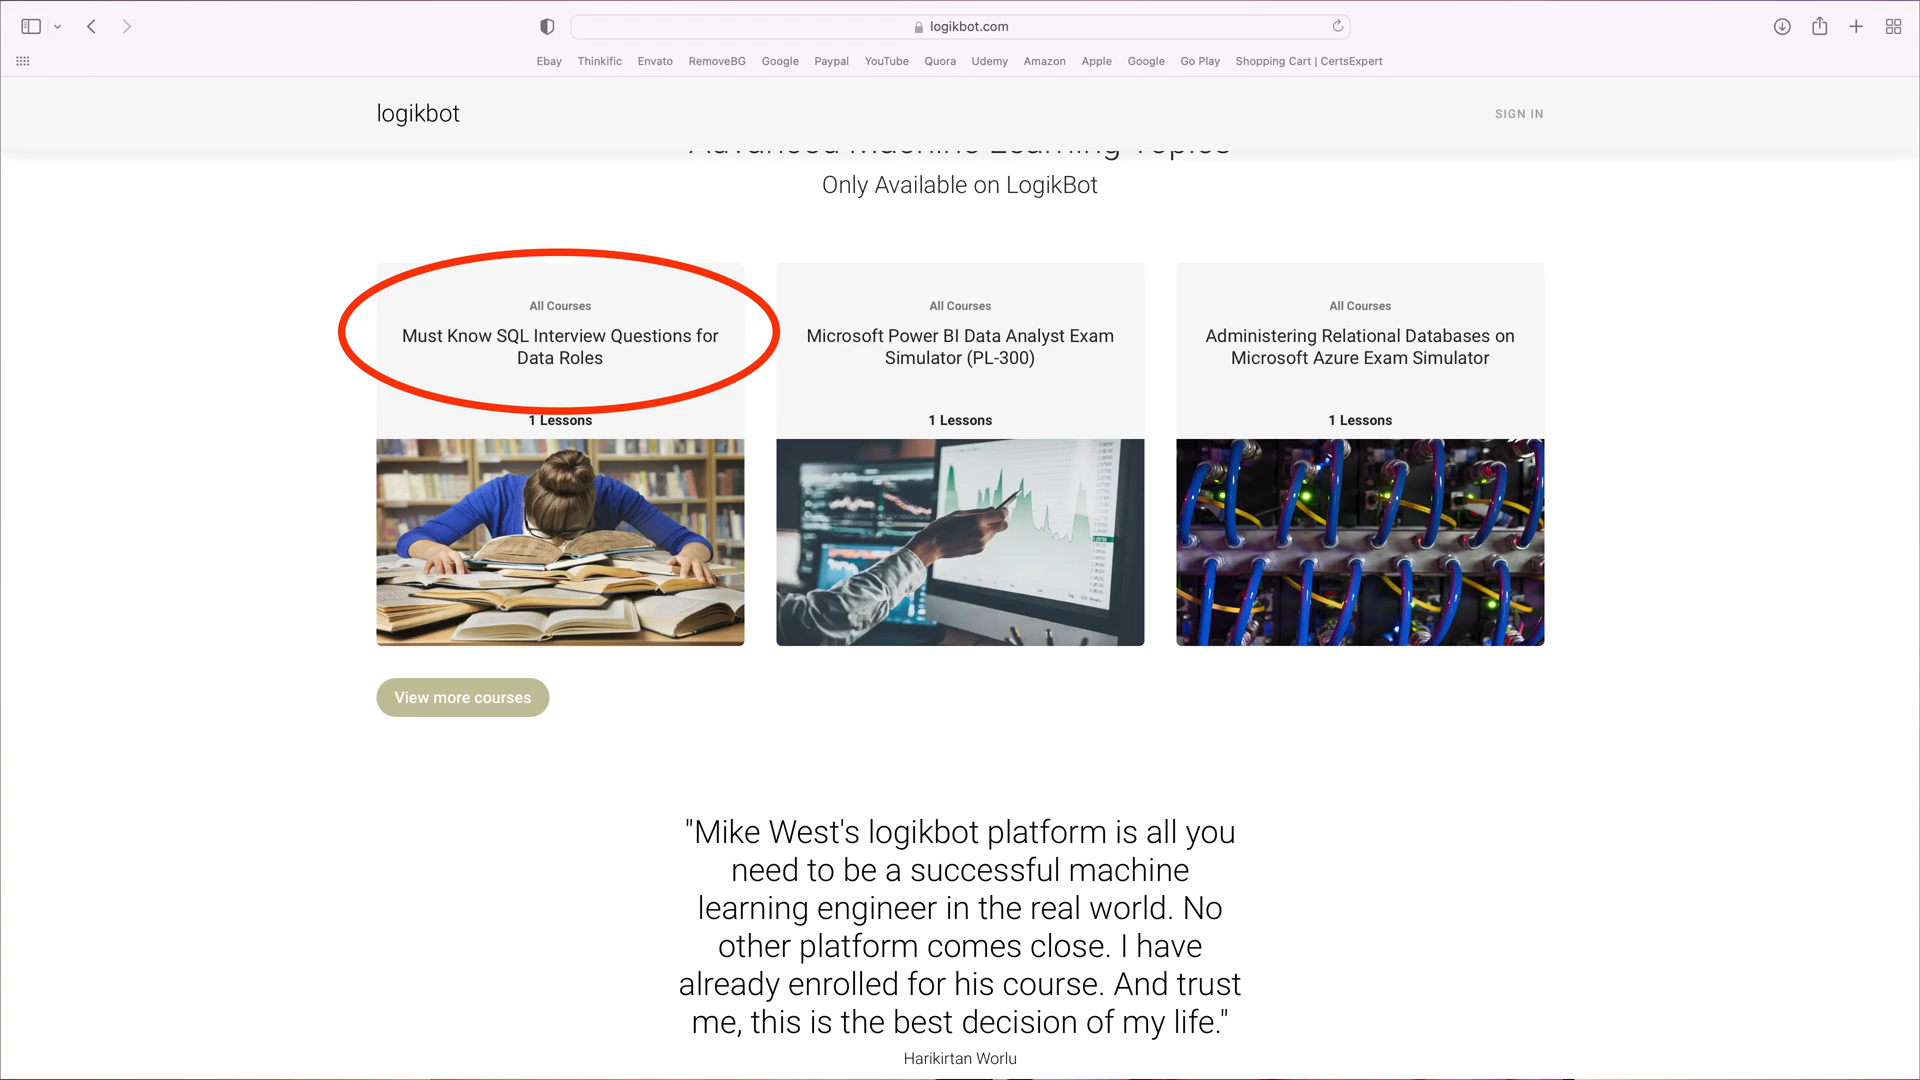 logikbot.com
Ebay Thinkific Envato RemoveBG Google Paypal YouTube Quora Udemy Amazon Apple Google Go Play Shopping Cart | CertsExpert
logikbot
SIGN IN
Advanced Machine Learning Topics
Only Available on LogikBot
All Courses
Must Know SQL Interview Questions for
Data Roles
1 Lessons
All Courses
Microsoft Power BI Data Analyst Exam
Simulator (PL-300)
1 Lessons
All Courses
Administering Relational Databases on
Microsoft Azure Exam Simulator
1 Lessons
View more courses
"Mike West's logikbot platform is all you
need to be a successful machine
learning engineer in the real world. No
other platform comes close. I have
already enrolled for his course. And trust
me, this is the best decision of my life."
Harikirtan Worlu